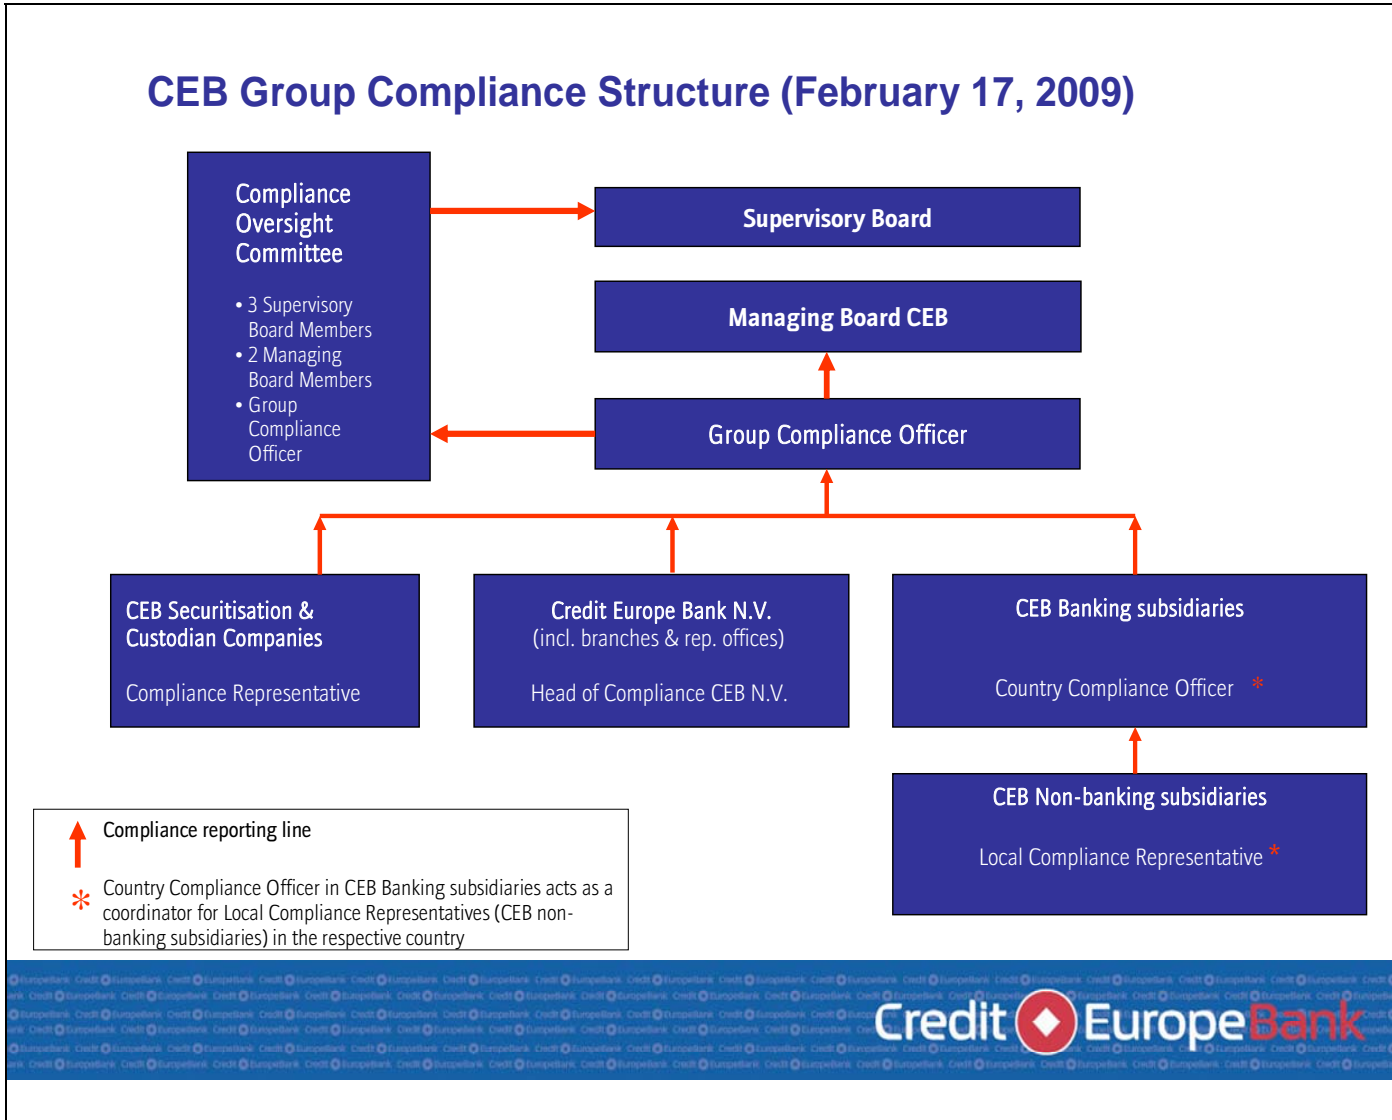 CEB Group Compliance Structure (February 17, 2009)
Compliance
Oversight
Committee
• 3 Supervisory
Board Members
• 2 Managing
Board Members
• Group
Compliance
Officer
Supervisory Board
Managing Board CEB
Group Compliance Officer
CEB Securitisation &
Custodian Companies
Compliance Representative
Credit Europe Bank N.V.
(incl. branches & rep. offices)
Head of Compliance CEB N.V.
CEB Banking subsidiaries
Country Compliance Officer *
CEB Non-banking subsidiaries
Local Compliance Representative *
Compliance reporting line
* Country Compliance Officer in CEB Banking subsidiaries acts as a
coordinator for Local Compliance Representatives (CEB non-
banking subsidiaries) in the respective country
Credit EuropeBank